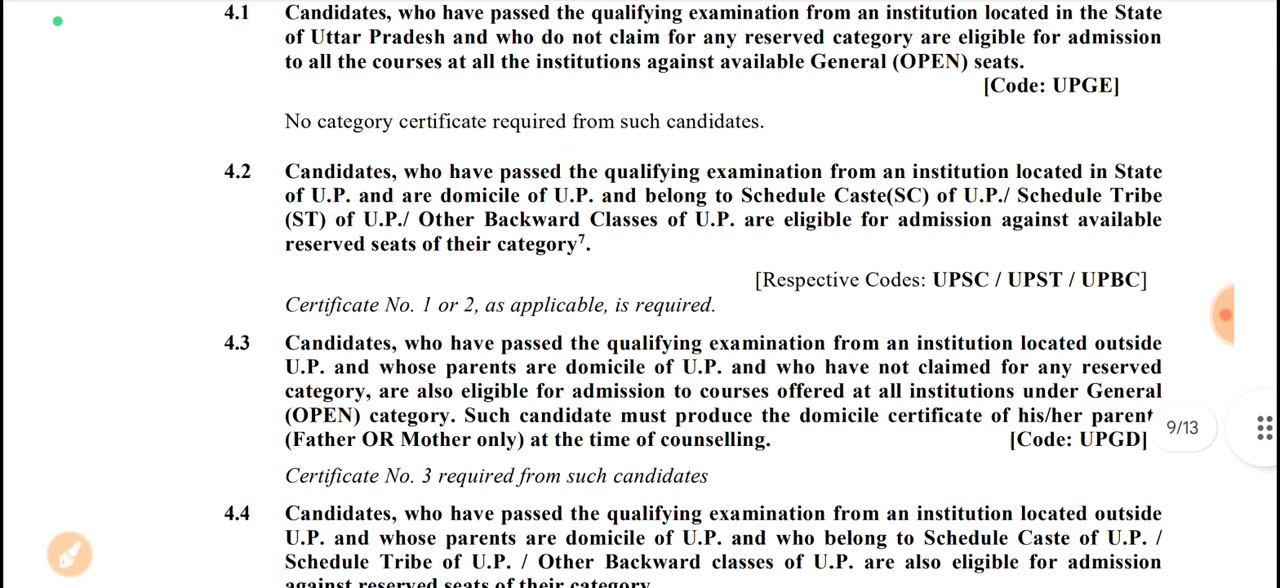 4.1 Candidates, who have passed the qualifying examination from an institution located in the State
of Uttar Pradesh and who do not claim for any reserved category are eligible for admission
to all the courses at all the institutions against available General (OPEN) seats.
[Code: UPGE]
No category certificate required from such candidates.
4.2 Candidates, who have passed the qualifying examination from an institution located in State
of U.P. and are domicile of U.P. and belong to Schedule Caste(SC) of U.P./ Schedule Tribe
(ST) of U.P./ Other Backward Classes of U.P. are eligible for admission against available
reserved seats of their category⁷.
[Respective Codes: UPSC / UPST / UPBC]
Certificate No. 1 or 2, as applicable, is required.
4.3 Candidates, who have passed the qualifying examination from an institution located outside
U.P. and whose parents are domicile of U.P. and who have not claimed for any reserved
category, are also eligible for admission to courses offered at all institutions under General
(OPEN) category. Such candidate must produce the domicile certificate of his/her parent
(Father OR Mother only) at the time of counselling. [Code: UPGD]
9/13
Certificate No. 3 required from such candidates
4.4 Candidates, who have passed the qualifying examination from an institution located outside
U.P. and whose parents are domicile of U.P. and who belong to Schedule Caste of U.P. /
Schedule Tribe of U.P. / Other Backward classes of U.P. are also eligible for admission
against reserved seats of their category.